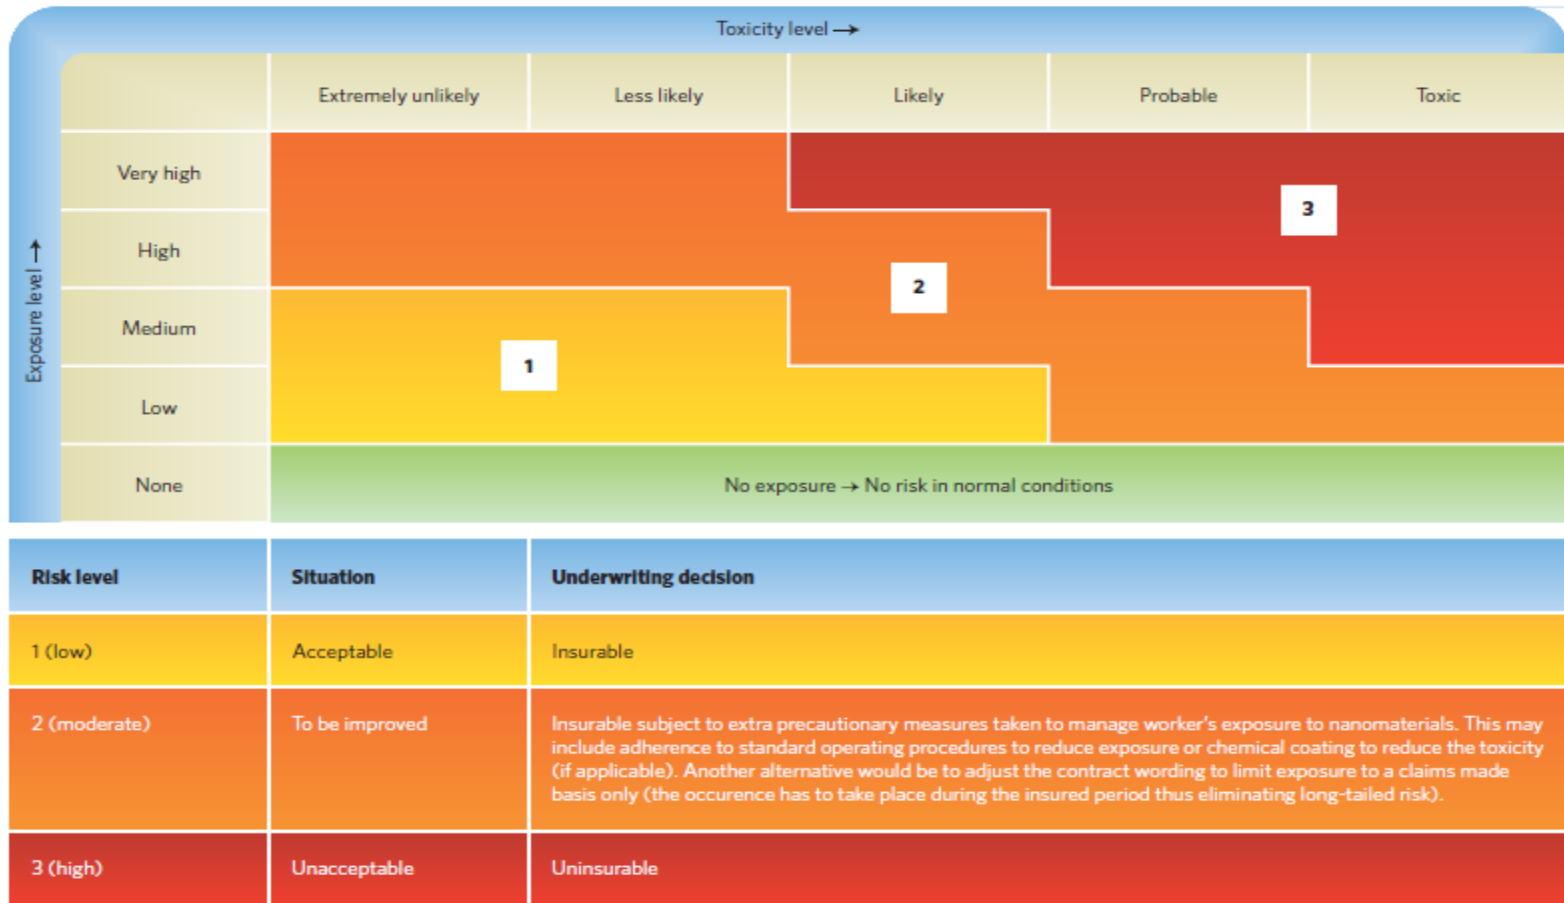 Toxicity level →
Extremely unlikely
Less likely
Likely
Probable
Toxic
Exposure level →
Very high
High
Medium
Low
None
3
2
1
No exposure → No risk in normal conditions
Risk level
Situation
Underwriting decision
1 (low)
Acceptable
Insurable
2 (moderate)
To be improved
Insurable subject to extra precautionary measures taken to manage worker's exposure to nanomaterials. This may
include adherence to standard operating procedures to reduce exposure or chemical coating to reduce the toxicity
(if applicable). Another alternative would be to adjust the contract wording to limit exposure to a claims made
basis only (the occurence has to take place during the insured period thus eliminating long-tailed risk).
3 (high)
Unacceptable
Uninsurable